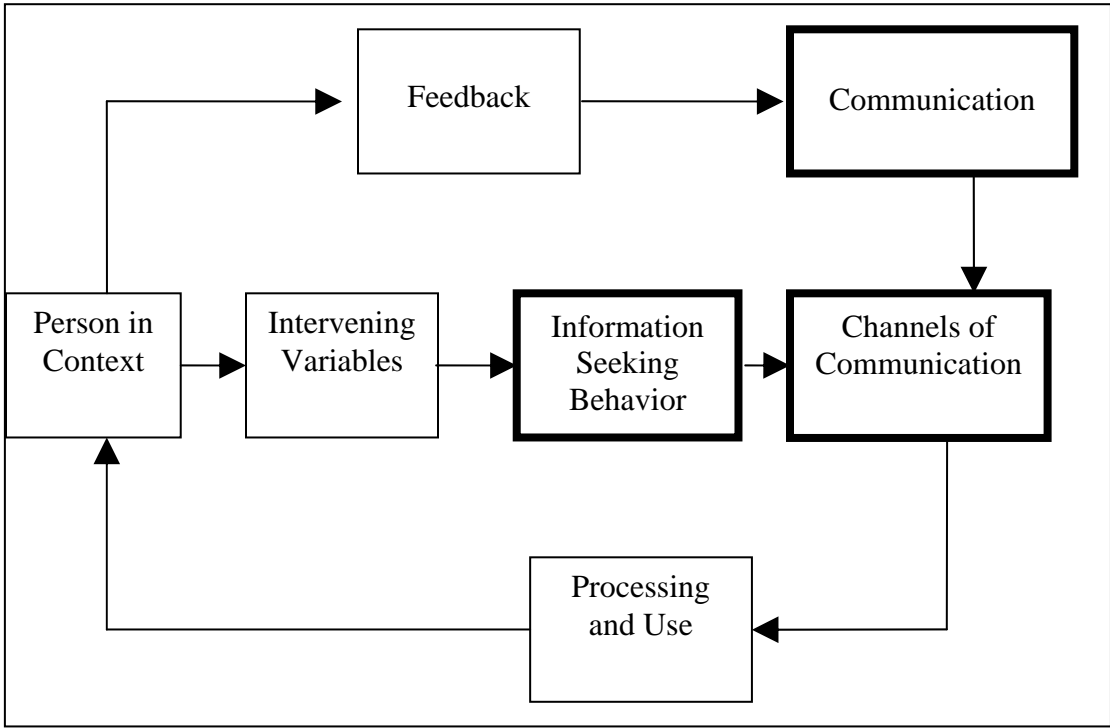 Feedback
Communication
Person in
Context
Intervening
Variables
Information
Seeking
Behavior
Channels of
Communication
Processing
and Use